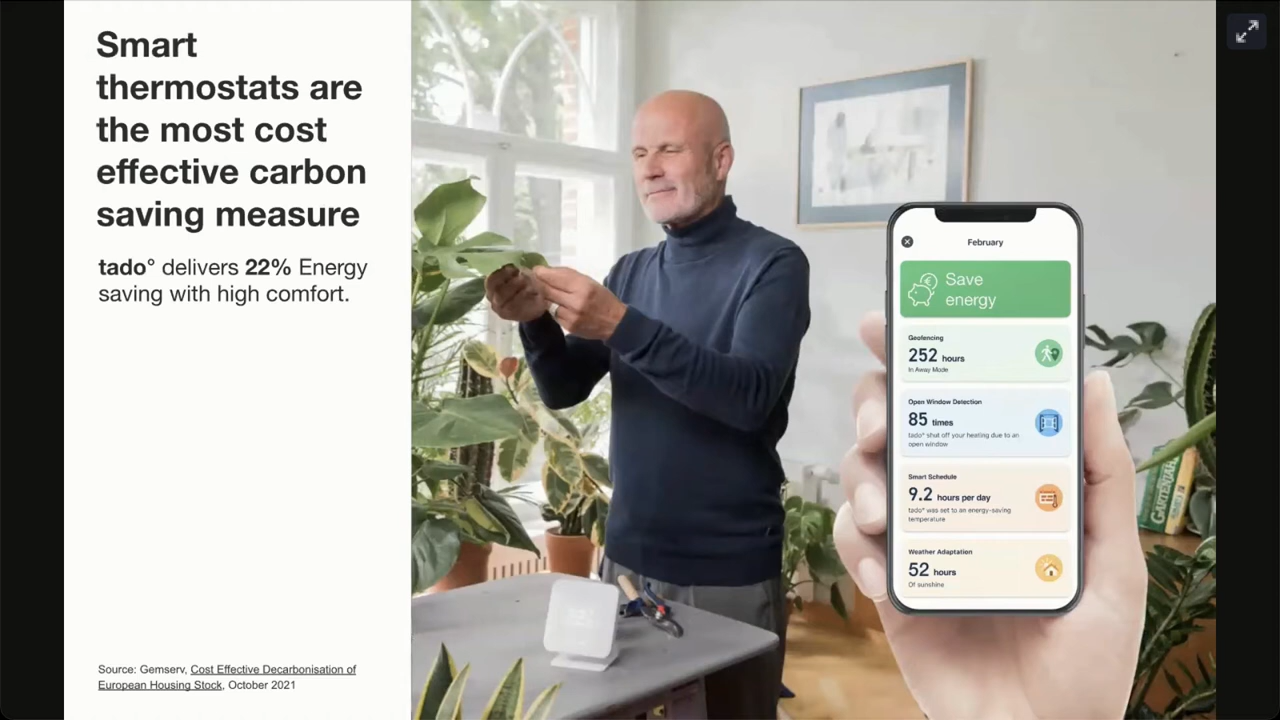 Smart
thermostats are
the most cost
effective carbon
saving measure
tado° delivers 22% Energy
saving with high comfort.
Source: Gemserv, Cost Effective Decarbonisation of
European Housing Stock, October 2021
February
Save
energy
Geofencing
252 hours
In Away Mode
Open Window Detection
85 times
tado° shut off your heating due to an
open window
Smart Schedule
9.2 hours per day
tado° was set to an energy-saving
temperature
Weather Adaptation
52 hours
Of sunshine